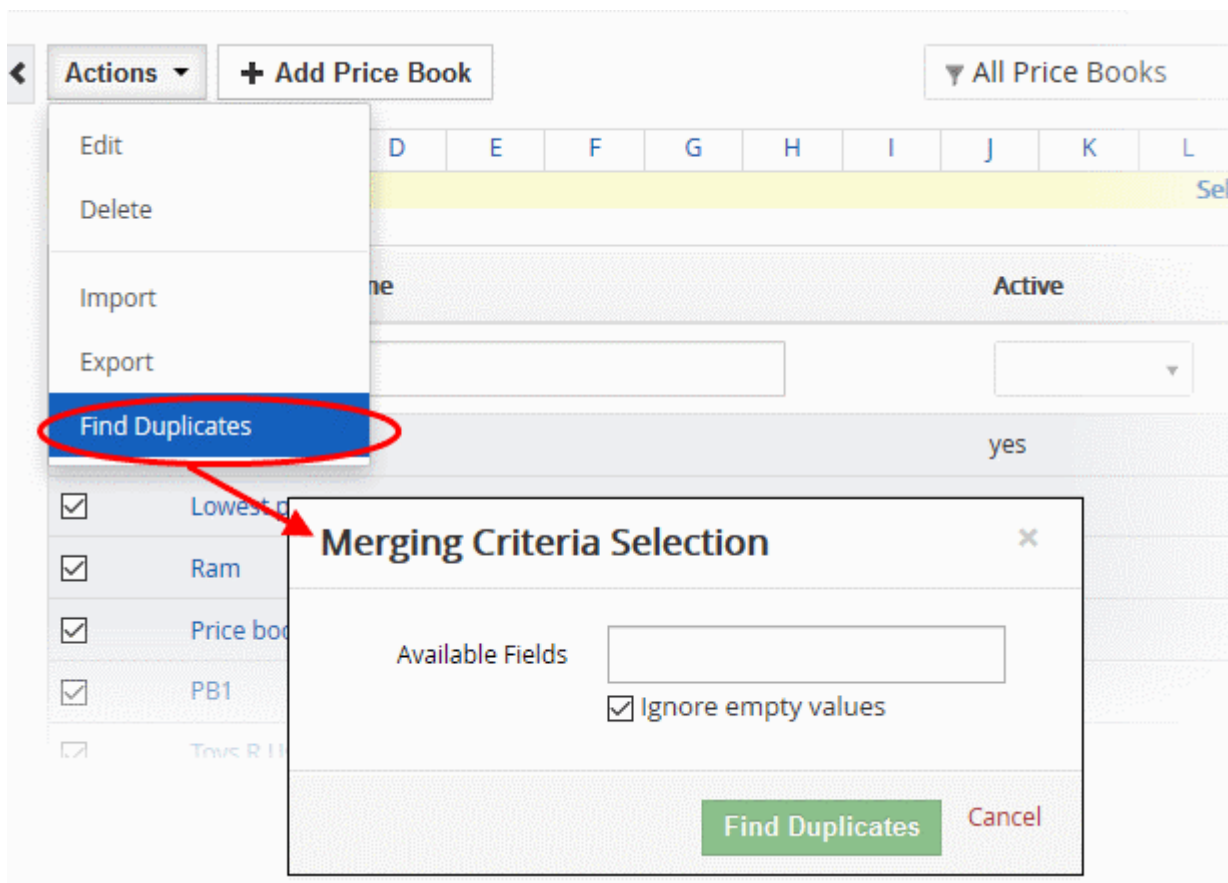 Actions + Add Price Book All Price Books
Edit D E F G H I J K L
Delete Sel
Import ne Active
Export
Find Duplicates
yes
Lowest p
Merging Criteria Selection ×
Ram
Price boo
Available Fields
PB1
Ignore empty values
Toys R U
Find Duplicates Cancel